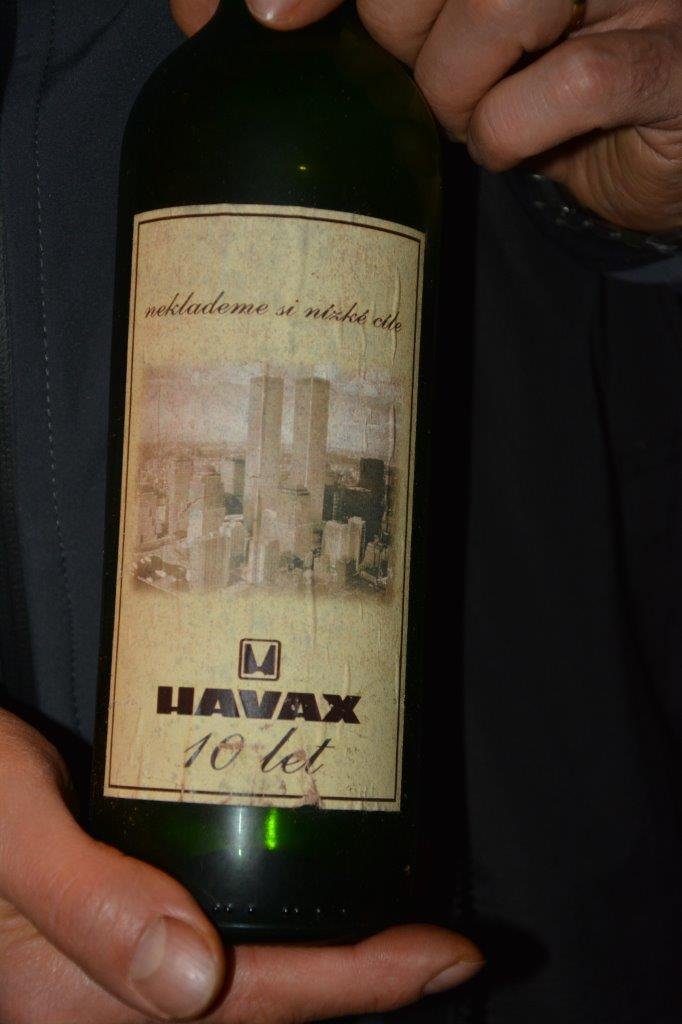 neklademe si nízké cíle
HAVAX
10 let